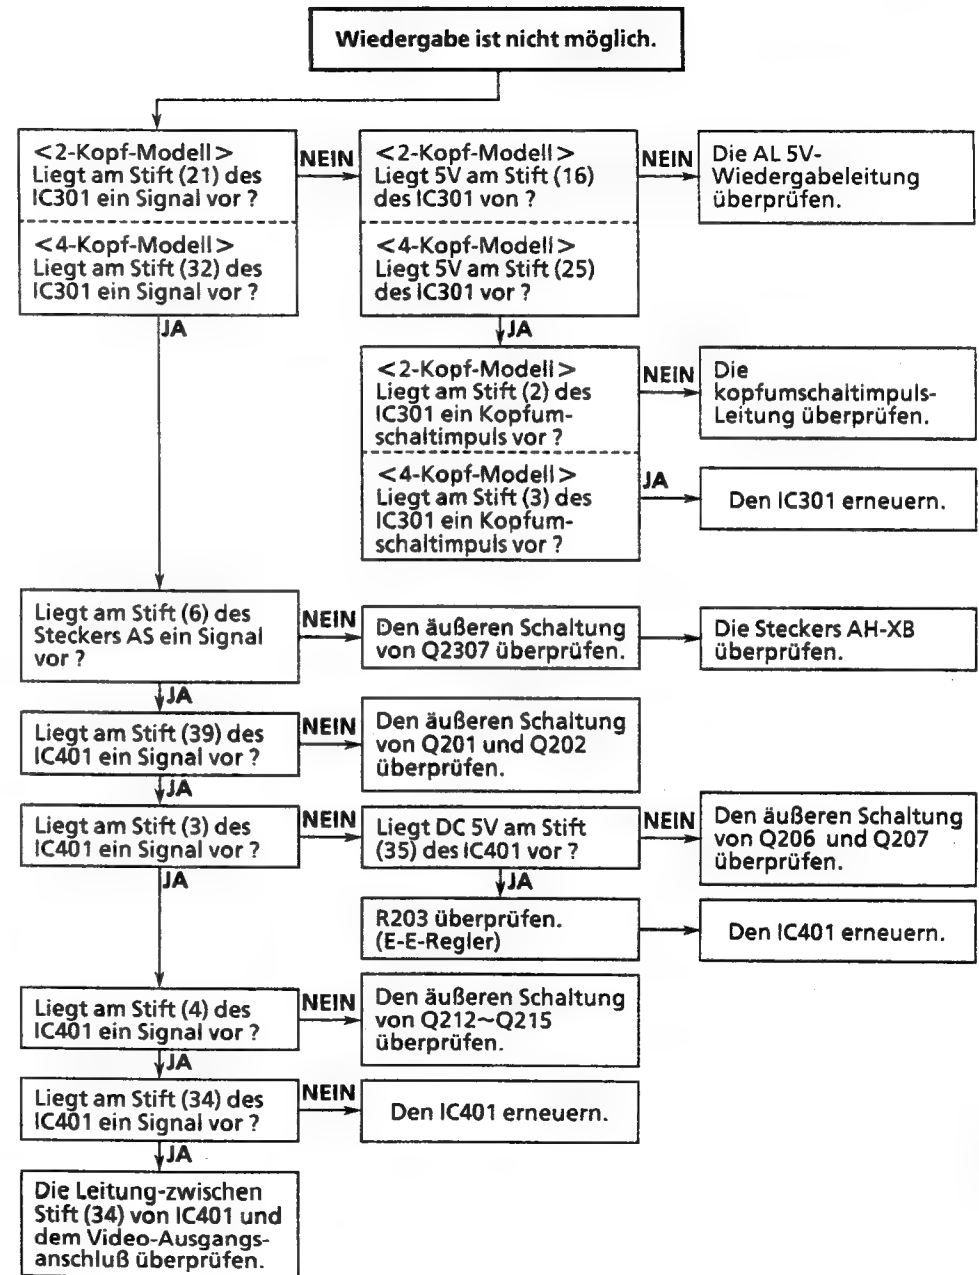 Wiedergabe ist nicht möglich.
<2-Kopf-Modell>
Liegt am Stift (21) des
IC301 ein Signal vor ?
<4-Kopf-Modell>
Liegt am Stift (32) des
IC301 ein Signal vor ?
NEIN
<2-Kopf-Modell>
Liegt 5V am Stift (16)
des IC301 von ?
<4-Kopf-Modell>
Liegt 5V am Stift (25)
des IC301 vor ?
NEIN
Die AL 5V-
Wiedergabeleitung
überprüfen.
JA
JA
<2-Kopf-Modell>
Liegt am Stift (2) des
IC301 ein Kopfum-
schaltimpuls vor ?
<4-Kopf-Modell>
Liegt am Stift (3) des
IC301 ein Kopfum-
schaltimpuls vor ?
NEIN
Die
kopfumschaltimpuls-
Leitung überprüfen.
JA
Den IC301 erneuern.
Liegt am Stift (6) des
Steckers AS ein Signal
vor ?
NEIN
Den äußeren Schaltung
von Q2307 überprüfen.
Die Steckers AH-XB
überprüfen.
JA
Liegt am Stift (39) des
IC401 ein Signal vor ?
NEIN
Den äußeren Schaltung
von Q201 und Q202
überprüfen.
JA
Liegt am Stift (3) des
IC401 ein Signal vor ?
NEIN
Liegt DC 5V am Stift
(35) des IC401 vor ?
NEIN
Den äußeren Schaltung
von Q206 und Q207
überprüfen.
JA
JA
R203 überprüfen.
(E-E-Regler)
Den IC401 erneuern.
Liegt am Stift (4) des
IC401 ein Signal vor ?
NEIN
Den äußeren Schaltung
von Q212~Q215
überprüfen.
JA
Liegt am Stift (34) des
IC401 ein Signal vor ?
NEIN
Den IC401 erneuern.
JA
Die Leitung-zwischen
Stift (34) von IC401 und
dem Video-Ausgangs-
anschluß überprüfen.